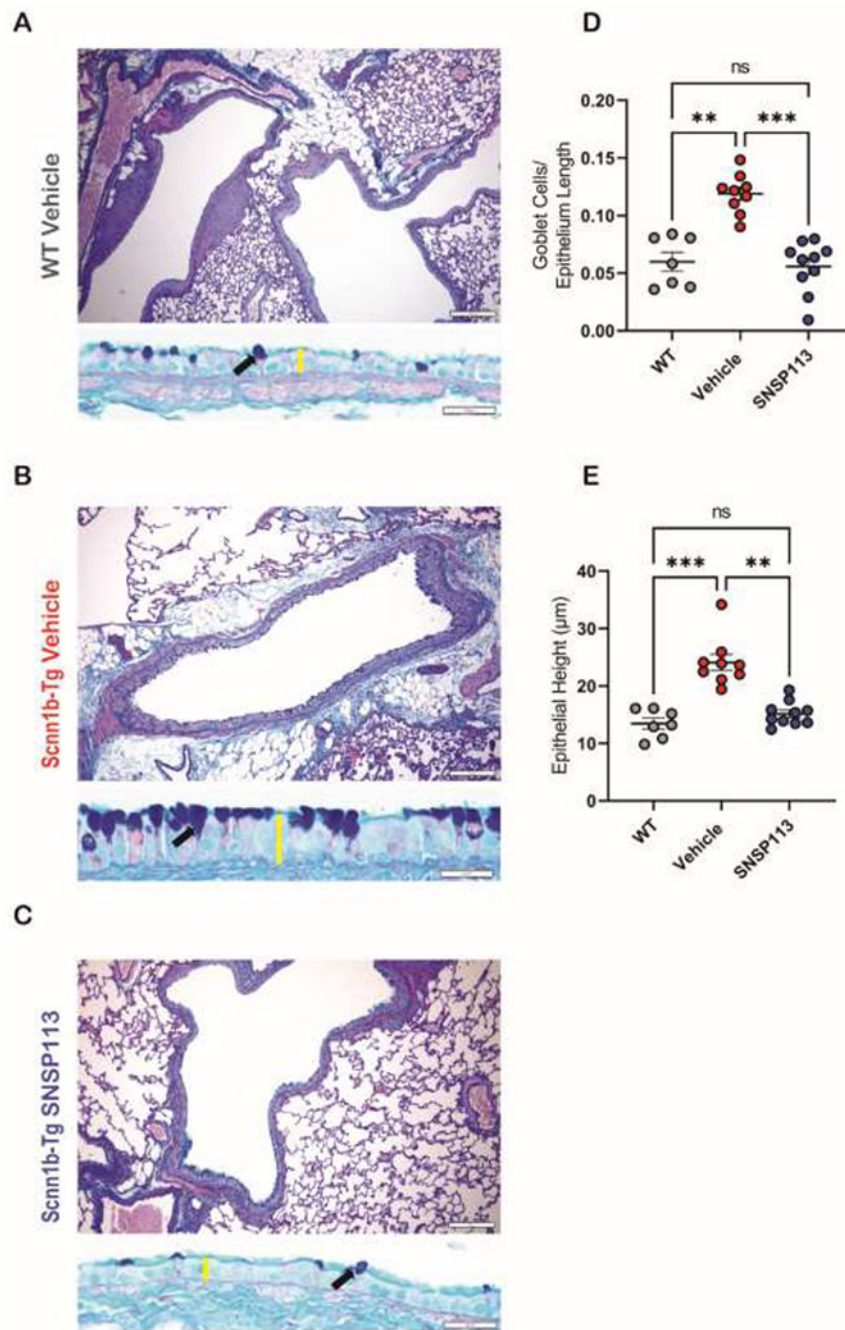 A
WT Vehicle
B
Scnn1b-Tg Vehicle
C
Scnn1b-Tg SNSP113
D
ns
** ***
0.20
0.15
0.10
0.05
0.00
Goblet Cells/
Epithelium Length
WT
Vehicle
SNSP113
E
ns
*** **
40
30
20
10
0
Epithelial Height (µm)
WT
Vehicle
SNSP113